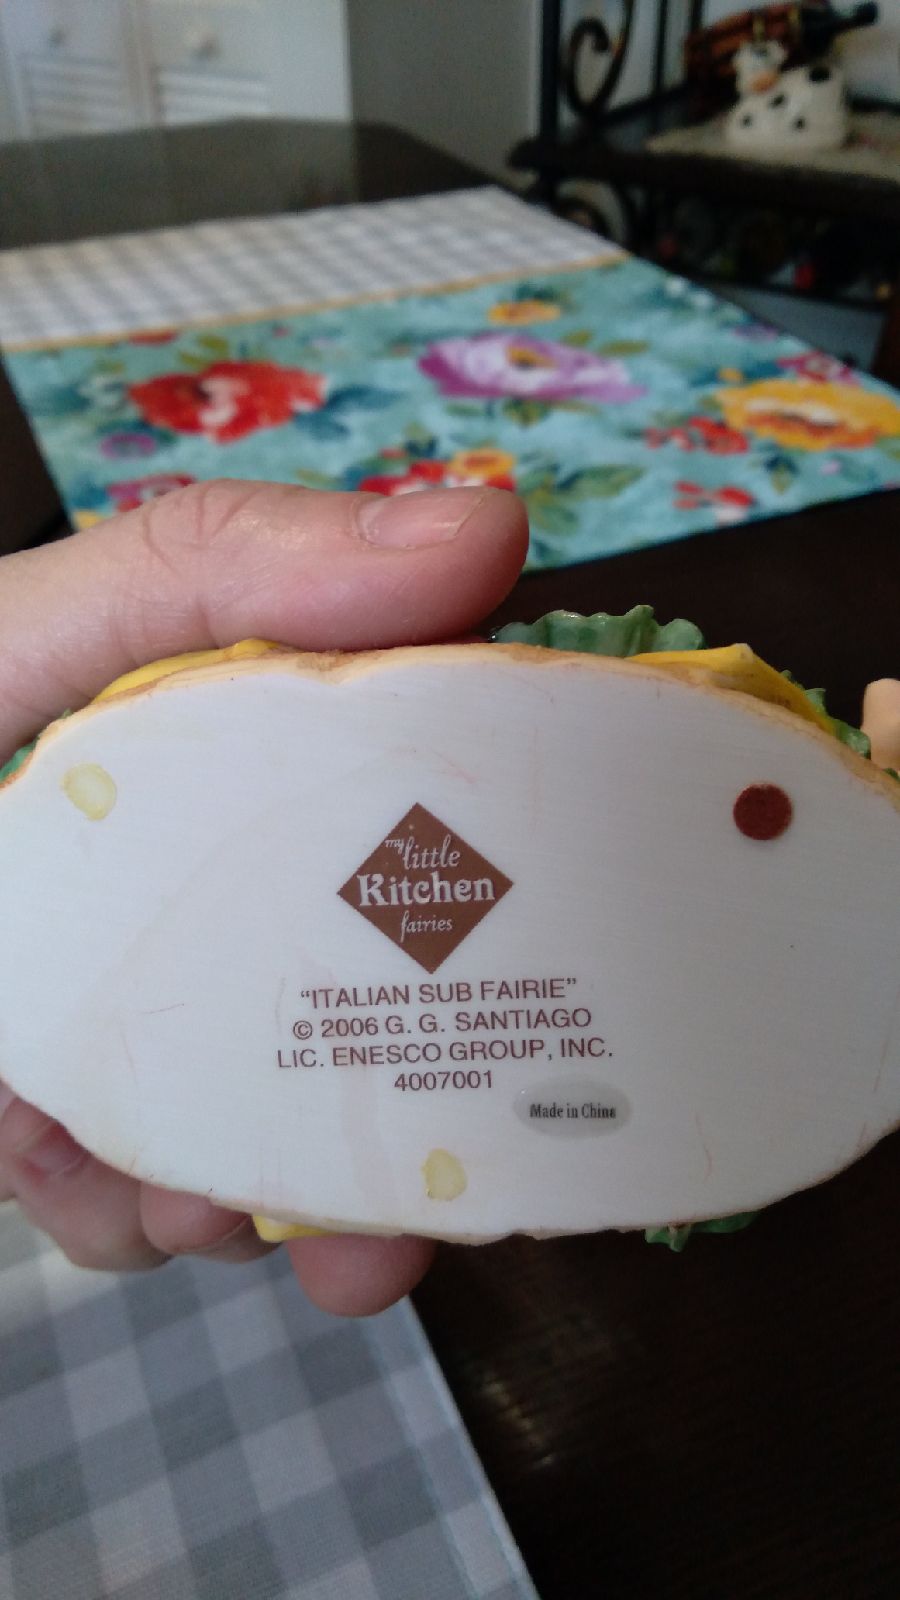 my little
Kitchen
fairies
"ITALIAN SUB FAIRIE"
© 2006 G. G. SANTIAGO
LIC. ENESCO GROUP, INC.
4007001
Made in China